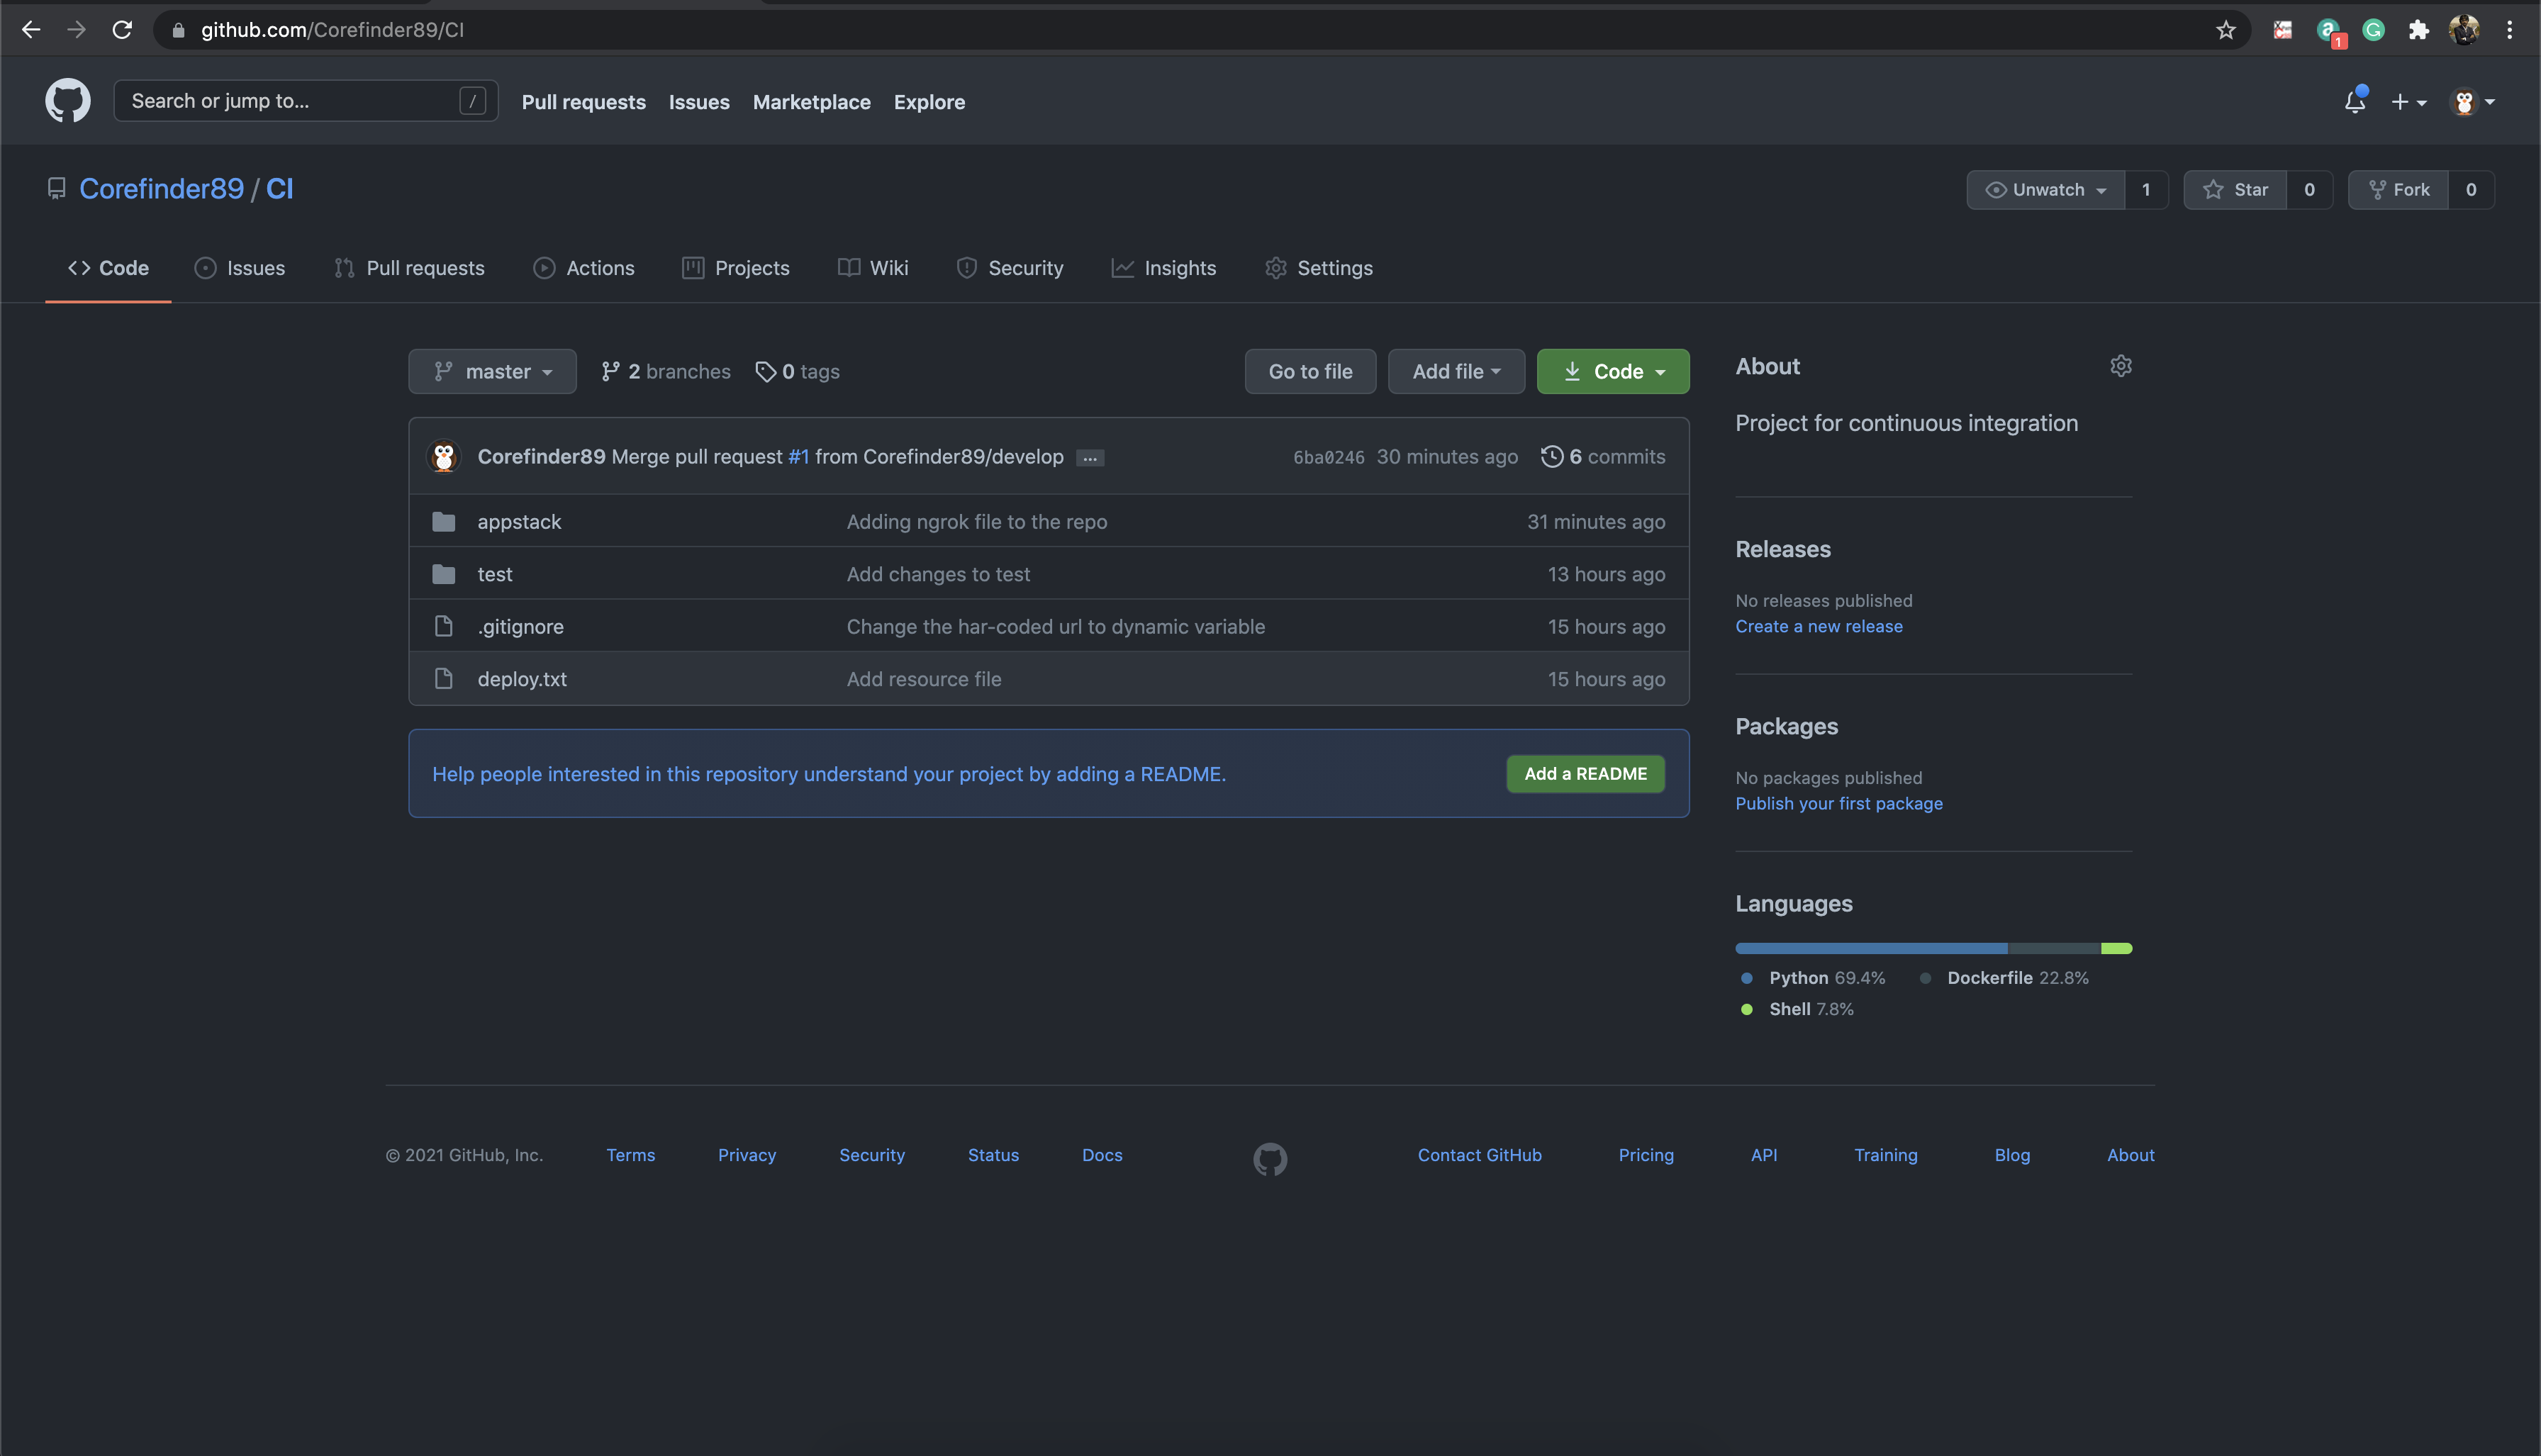 github.com/Corefinder89/CI
1
Search or jump to... /
Pull requests Issues Marketplace Explore
Corefinder89 / CI
Unwatch 1 Star 0 Fork 0
Code Issues Pull requests Actions Projects Wiki Security Insights Settings
master 2 branches 0 tags Go to file Add file Code
Corefinder89 Merge pull request #1 from Corefinder89/develop ... 6ba0246 30 minutes ago 6 commits
appstack Adding ngrok file to the repo 31 minutes ago
test Add changes to test 13 hours ago
.gitignore Change the har-coded url to dynamic variable 15 hours ago
deploy.txt Add resource file 15 hours ago
Help people interested in this repository understand your project by adding a README. Add a README
About
Project for continuous integration
Releases
No releases published
Create a new release
Packages
No packages published
Publish your first package
Languages
Python 69.4% Dockerfile 22.8%
Shell 7.8%
© 2021 GitHub, Inc. Terms Privacy Security Status Docs Contact GitHub Pricing API Training Blog About